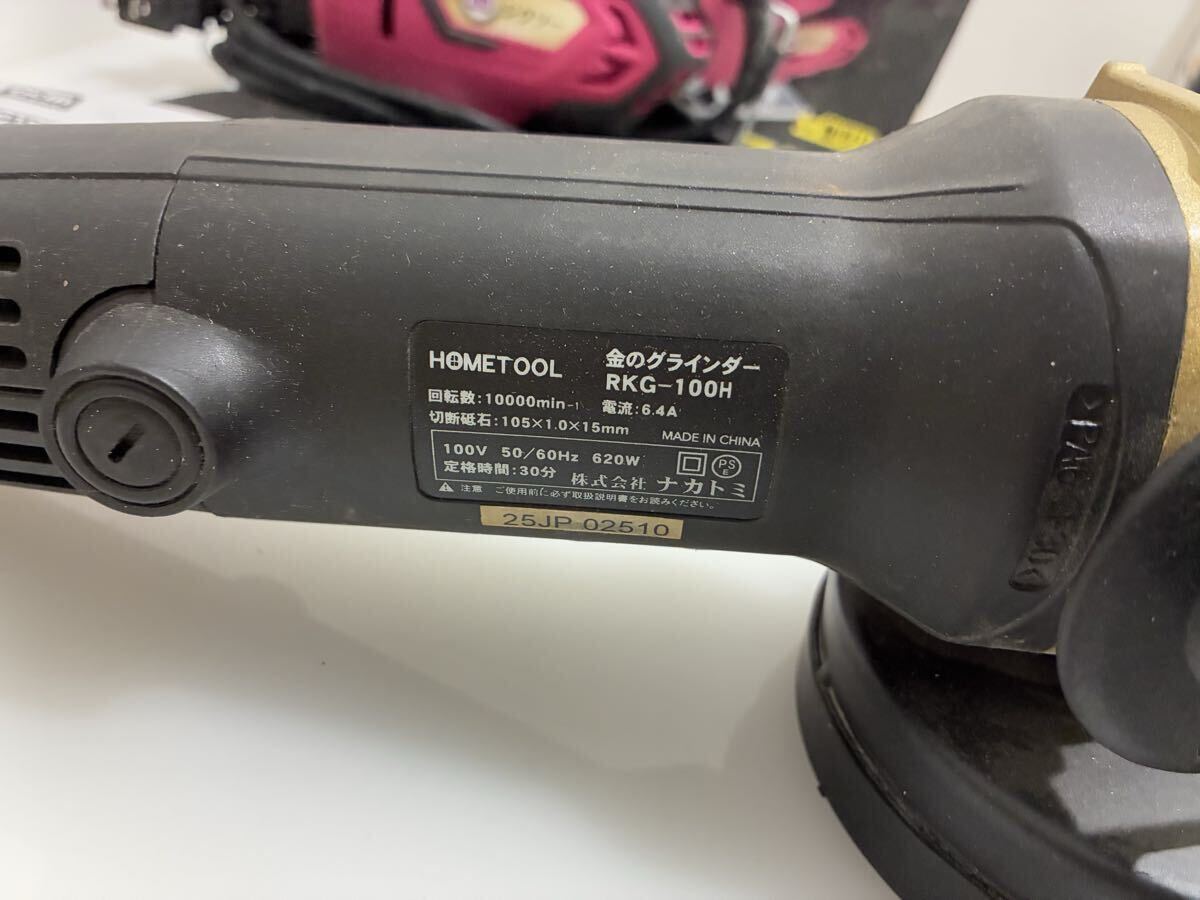 HOMETOOL
金のグラインダー
RKG-100H
回転数:10000min-1 電流:6.4A
切断砥石:105×1.0×15mm
MADE IN CHINA
100V 50/60Hz 620W
PS
E
定格時間:30分 株式会社 ナカトミ
注意 ご使用前に必ず取扱説明書をお読みください。
25JP 02510